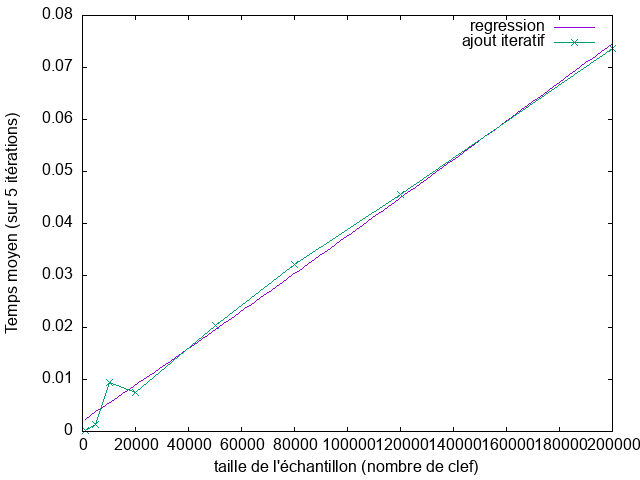 0.08
0.07
0.06
0.05
0.04
0.03
0.02
0.01
0
regression
ajout iteratif
Temps moyen (sur 5 itérations)
0 20000 40000 60000 80000 100000 120000 140000 160000 180000 200000
taille de l'échantillon (nombre de clef)